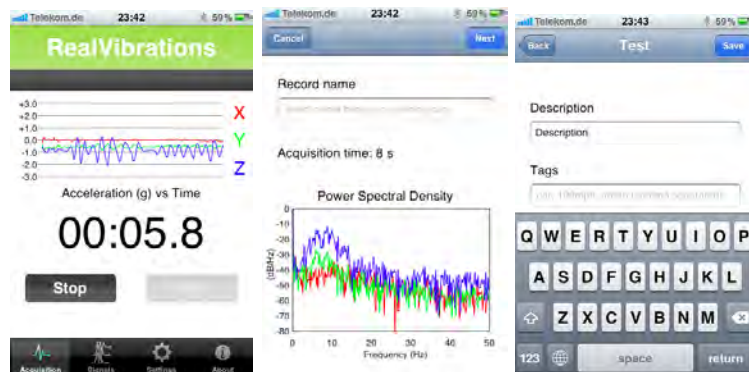 Telekom.de 23:42 59%
RealVibrations
+3.0
+2.0
+1.0
0.0
-1.0
-2.0
-3.0
X
Y
Z
Acceleration (g) vs Time
00:05.8
Stop
Acquisition Signals Settings About
Telekom.de 23:42 59%
Cancel Next
Record name
Acquisition time: 8 s
Power Spectral Density
(dB/Hz)
0
-10
-20
-30
-40
-50
-60
-70
-80
0 10 20 30 40 50
Frequency (Hz)
Telekom.de 23:43 59%
Back Test Save
Description
Description
Tags
Q W E R T Y U I O P
A S D F G H J K L
Z X C V B N M
123 space return